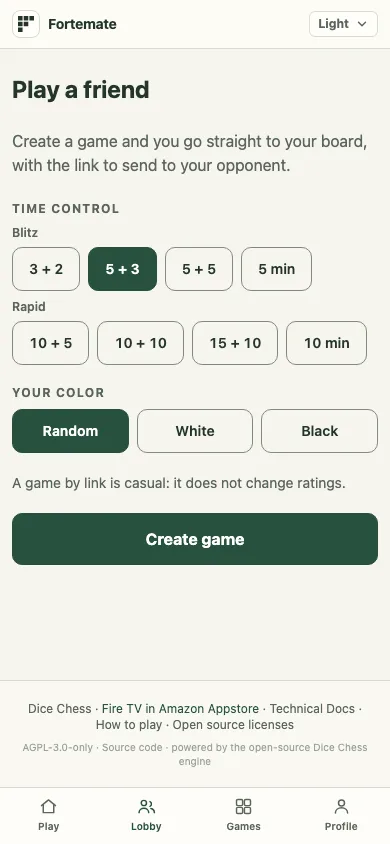 Fortemate
Light
Play a friend
Create a game and you go straight to your board,
with the link to send to your opponent.
TIME CONTROL
Blitz
3 + 2
5 + 3
5 + 5
5 min
Rapid
10 + 5
10 + 10
15 + 10
10 min
YOUR COLOR
Random
White
Black
A game by link is casual: it does not change ratings.
Create game
Dice Chess · Fire TV in Amazon Appstore · Technical Docs ·
How to play · Open source licenses
AGPL-3.0-only · Source code · powered by the open-source Dice Chess
engine
Play
Lobby
Games
Profile